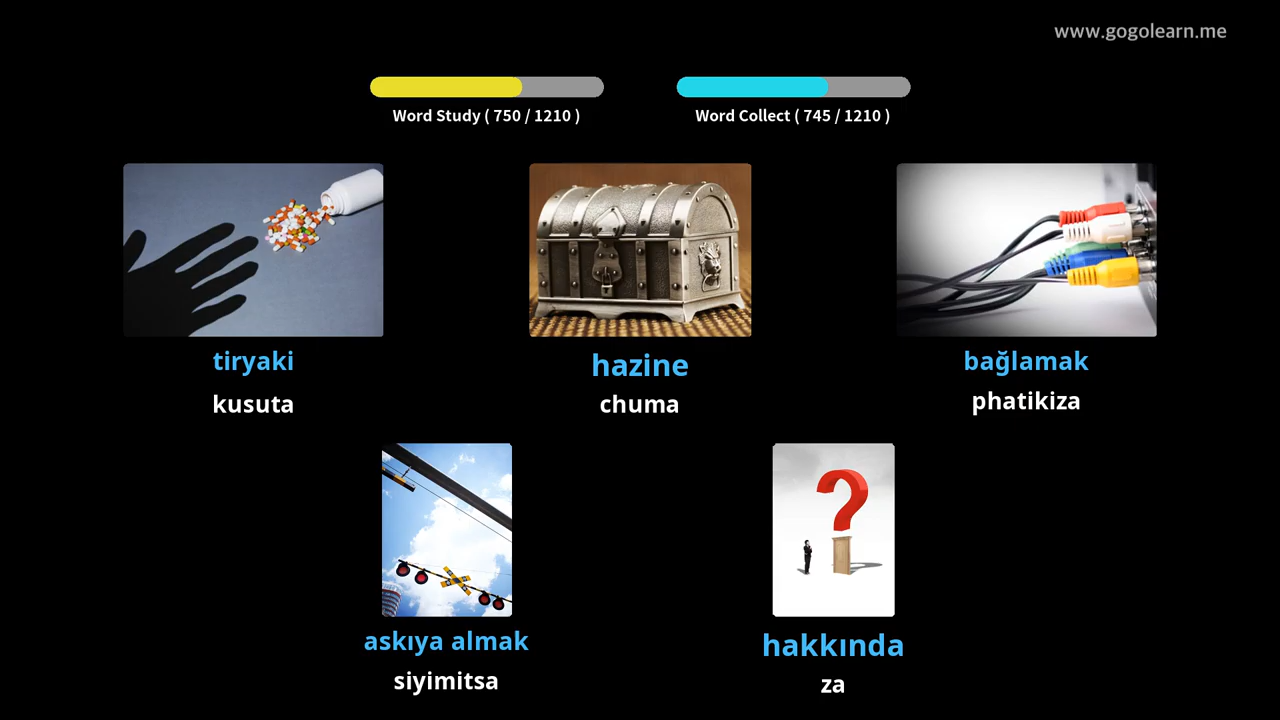 www.gogolearn.me
Word Study ( 750 / 1210 )
Word Collect ( 745 / 1210 )
tiryaki
hazine
bağlamak
kusuta
chuma
phatikiza
askıya almak
hakkında
siyimitsa
za